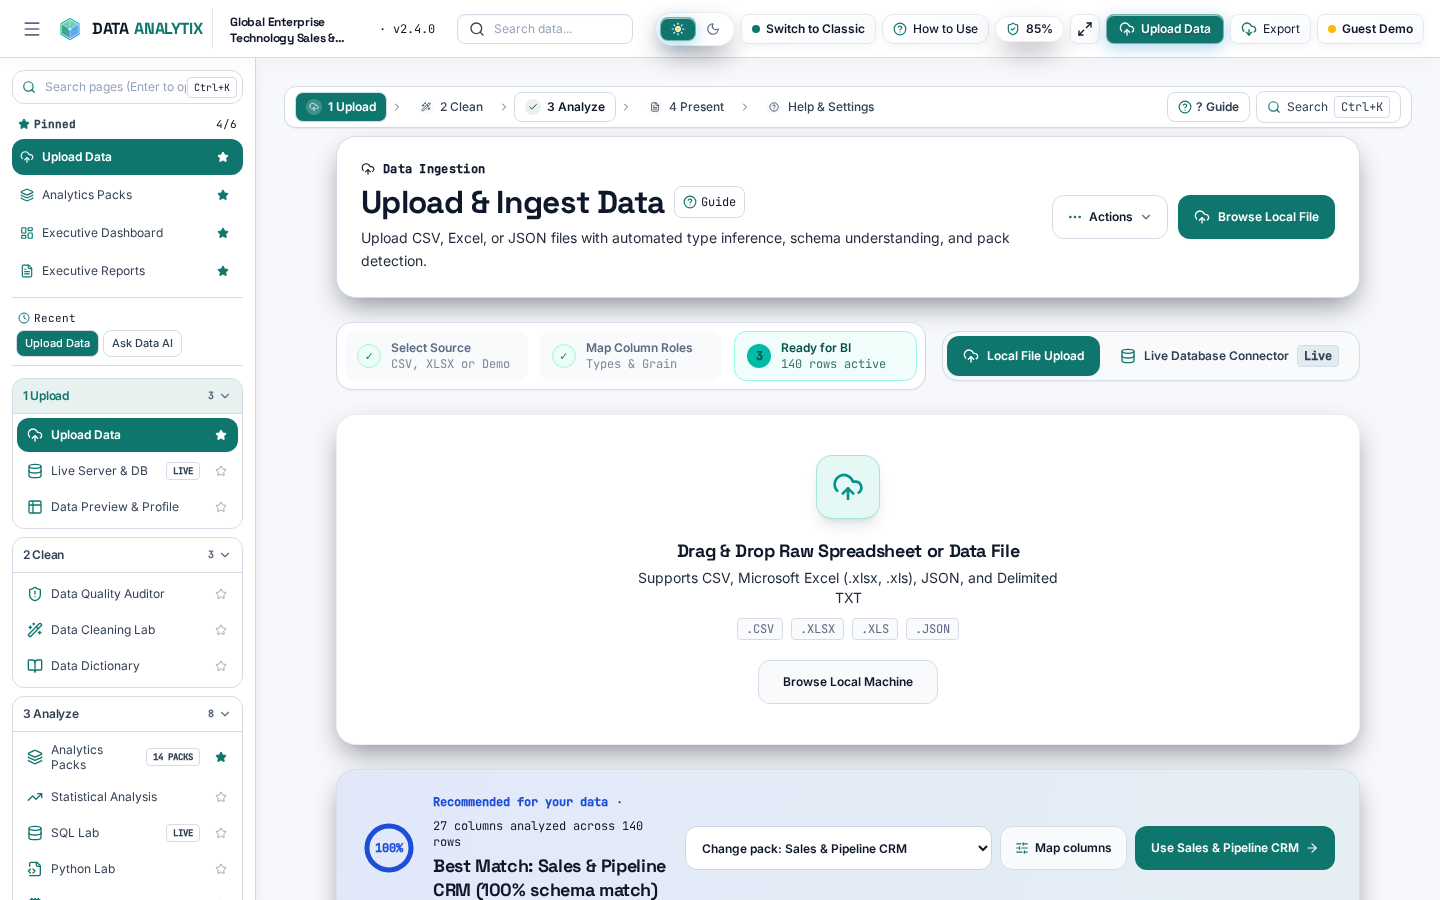 DATA ANALYTIX
Global Enterprise
Technology Sales &...
· v2.4.0
Search data...
Switch to Classic
How to Use
85%
Upload Data
Export
Guest Demo
Search pages (Enter to op
Ctrl+K
Pinned
4/6
Upload Data
Analytics Packs
Executive Dashboard
Executive Reports
Recent
Upload Data
Ask Data AI
1 Upload
3
Upload Data
Live Server & DB
LIVE
Data Preview & Profile
2 Clean
3
Data Quality Auditor
Data Cleaning Lab
Data Dictionary
3 Analyze
8
Analytics
Packs
14 PACKS
Statistical Analysis
SQL Lab
LIVE
Python Lab
1 Upload
2 Clean
3 Analyze
4 Present
Help & Settings
? Guide
Search
Ctrl+K
Data Ingestion
Upload & Ingest Data
Guide
Upload CSV, Excel, or JSON files with automated type inference, schema understanding, and pack
detection.
Actions
Browse Local File
Select Source
CSV, XLSX or Demo
Map Column Roles
Types & Grain
3
Ready for BI
140 rows active
Local File Upload
Live Database Connector
Live
Drag & Drop Raw Spreadsheet or Data File
Supports CSV, Microsoft Excel (.xlsx, .xls), JSON, and Delimited
TXT
.CSV
.XLSX
.XLS
.JSON
Browse Local Machine
100%
Recommended for your data ·
27 columns analyzed across 140
rows
Best Match: Sales & Pipeline
CRM (100% schema match)
Change pack: Sales & Pipeline CRM
Map columns
Use Sales & Pipeline CRM →